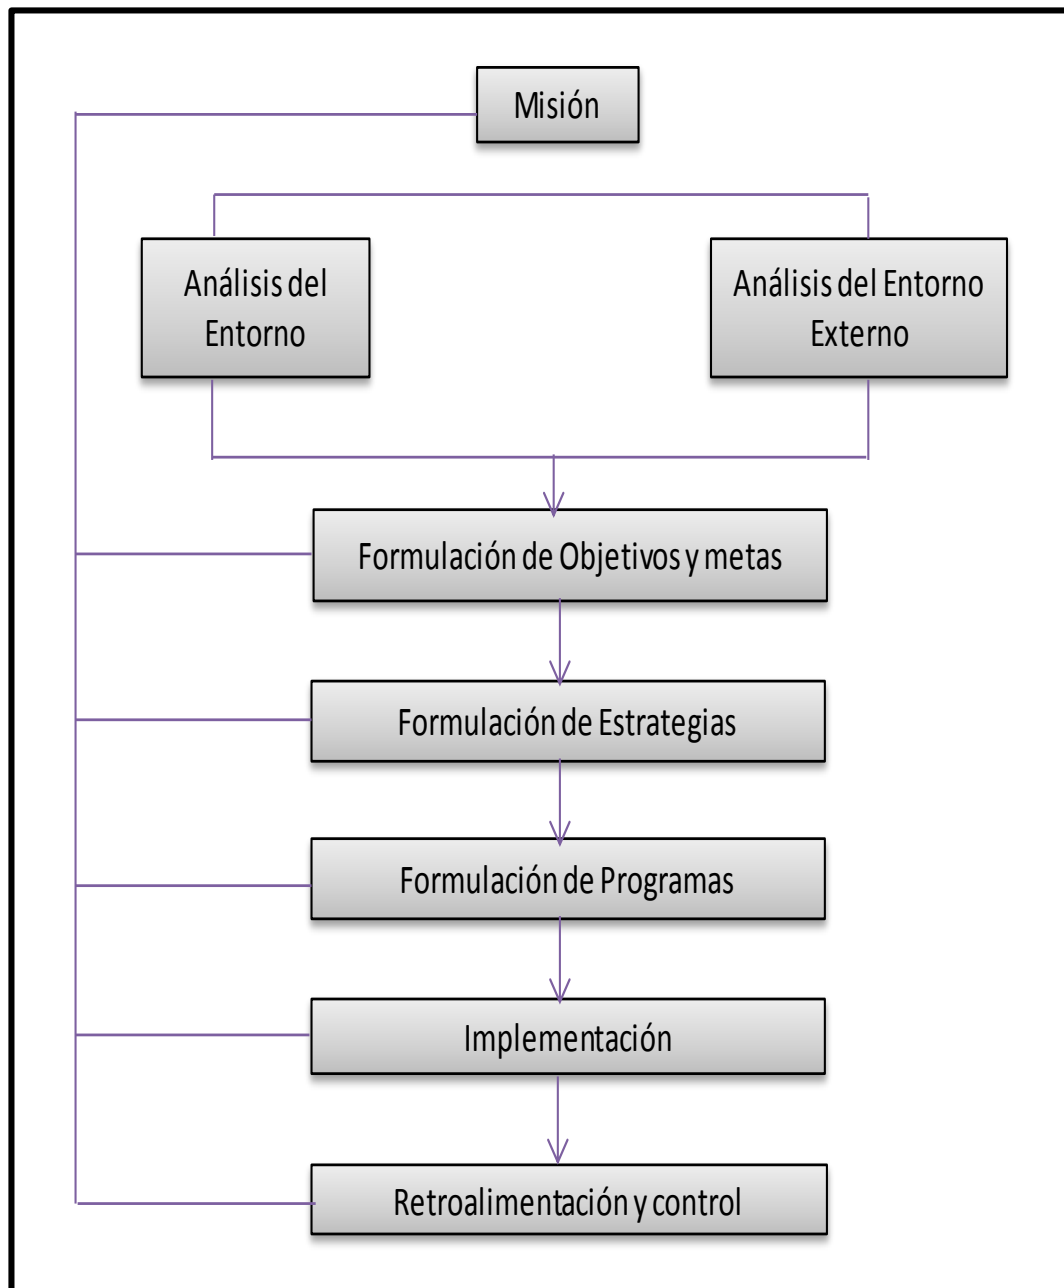 Misión
Análisis del
Entorno
Análisis del Entorno
Externo
Formulación de Objetivos y metas
Formulación de Estrategias
Formulación de Programas
Implementación
Retroalimentación y control